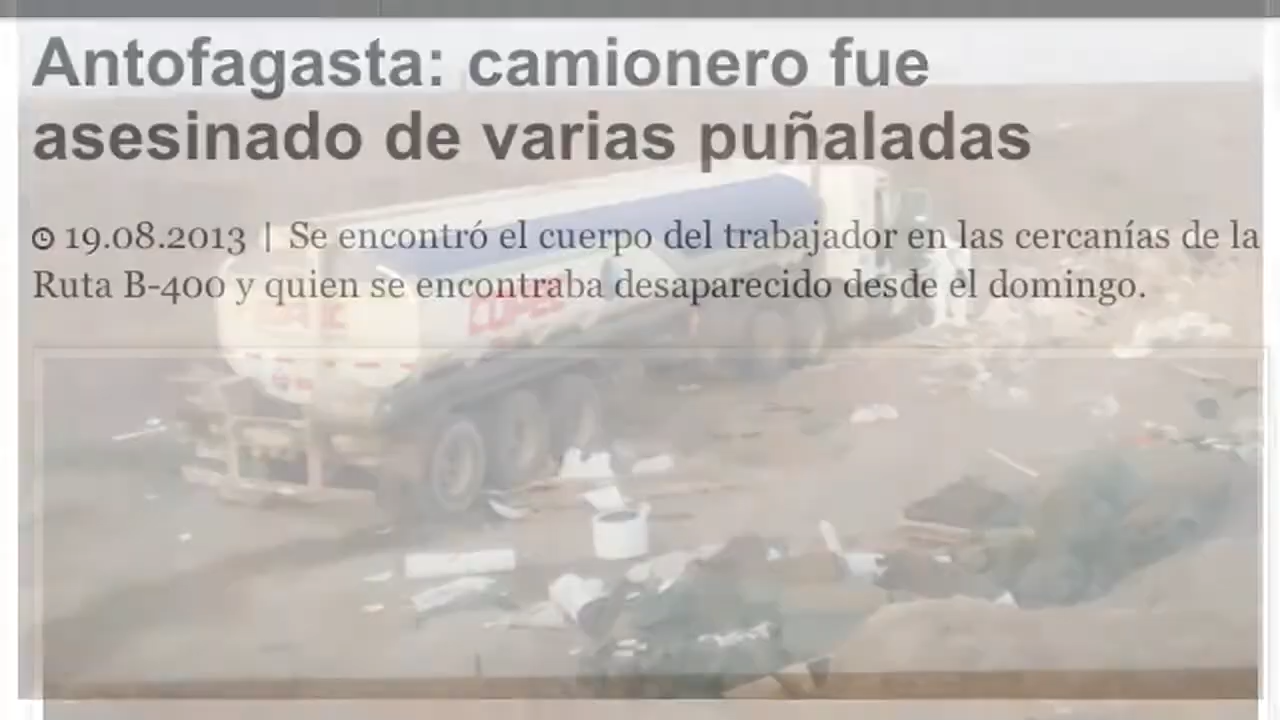 Antofagasta: camionero fue
asesinado de varias puñaladas
19.08.2013 | Se encontró el cuerpo del trabajador en las cercanías de la
Ruta B-400 y quien se encontraba desaparecido desde el domingo.
COPEC